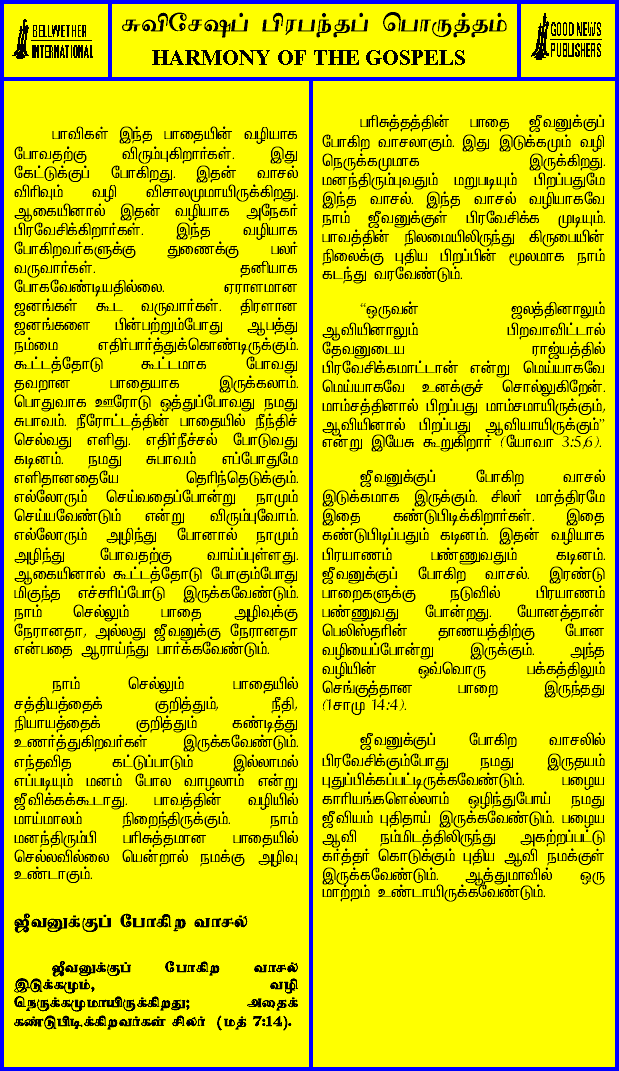 BELLWETHER
INTERNATIONAL
சுவிசேஷப் பிரபந்தப் பொருத்தம்
HARMONY OF THE GOSPELS
GOOD NEWS
PUBLISHERS
பாவிகள் இந்த பாதையின் வழியாக
போவதற்கு விரும்புகிறார்கள். இது
கேட்டுக்குப் போகிறது. இதன் வாசல்
விரிவும் வழி விசாலமுமாயிருக்கிறது.
ஆகையினால் இதன் வழியாக அநேகர்
பிரவேசிக்கிறார்கள். இந்த வழியாக
போகிறவர்களுக்கு துணைக்கு பலர்
வருவார்கள். தனியாக
போகவேண்டியதில்லை. ஏராளமான
ஜனங்கள் கூட வருவார்கள். திரளான
ஜனங்களை பின்பற்றும்போது ஆபத்து
நம்மை எதிர்பார்த்துக்கொண்டிருக்கும்.
கூட்டத்தோடு கூட்டமாக போவது
தவறான பாதையாக இருக்கலாம்.
பொதுவாக ஊரோடு ஒத்துப்போவது நமது
சுபாவம். நீரோட்டத்தின் பாதையில் நீந்திச்
செல்வது எளிது. எதிர்நீச்சல் போடுவது
கடினம். நமது சுபாவம் எப்போதுமே
எளிதானதையே தெரிந்தெடுக்கும்.
எல்லோரும் செய்வதைப்போன்று நாமும்
செய்யவேண்டும் என்று விரும்புவோம்.
எல்லோரும் அழிந்து போனால் நாமும்
அழிந்து போவதற்கு வாய்ப்புள்ளது.
ஆகையினால் கூட்டத்தோடு போகும்போது
மிகுந்த எச்சரிப்போடு இருக்கவேண்டும்.
நாம் செல்லும் பாதை அழிவுக்கு
நேரானதா, அல்லது ஜீவனுக்கு நேரானதா
என்பதை ஆராய்ந்து பார்க்கவேண்டும்.
நாம் செல்லும் பாதையில்
சத்தியத்தைக் குறித்தும், நீதி,
நியாயத்தைக் குறித்தும் கண்டித்து
உணர்த்துகிறவர்கள் இருக்கவேண்டும்.
எந்தவித கட்டுப்பாடும் இல்லாமல்
எப்படியும் மனம் போல வாழலாம் என்று
ஜீவிக்கக்கூடாது. பாவத்தின் வழியில்
மாய்மாலம் நிறைந்திருக்கும். நாம்
மனந்திரும்பி பரிசுத்தமான பாதையில்
செல்லவில்லை யென்றால் நமக்கு அழிவு
உண்டாகும்.
ஜீவனுக்குப் போகிற வாசல்
ஜீவனுக்குப் போகிற வாசல்
இடுக்கமும், வழி
நெருக்கமுமாயிருக்கிறது; அதைக்
கண்டுபிடிக்கிறவர்கள் சிலர் (மத் 7:14).
பரிசுத்தத்தின் பாதை ஜீவனுக்குப்
போகிற வாசலாகும். இது இடுக்கமும் வழி
நெருக்கமுமாக இருக்கிறது.
மனந்திரும்புவதும் மறுபடியும் பிறப்பதுமே
இந்த வாசல். இந்த வாசல் வழியாகவே
நாம் ஜீவனுக்குள் பிரவேசிக்க முடியும்.
பாவத்தின் நிலமையிலிருந்து கிருபையின்
நிலைக்கு புதிய பிறப்பின் மூலமாக நாம்
கடந்து வரவேண்டும்.
“ஒருவன் ஜலத்தினாலும்
ஆவியினாலும் பிறவாவிட்டால்
தேவனுடைய ராஜ்யத்தில்
பிரவேசிக்கமாட்டான் என்று மெய்யாகவே
மெய்யாகவே உனக்குச் சொல்லுகிறேன்.
மாம்சத்தினால் பிறப்பது மாம்சமாயிருக்கும்,
ஆவியினால் பிறப்பது ஆவியாயிருக்கும்”
என்று இயேசு கூறுகிறார் (யோவா 3:5,6).
ஜீவனுக்குப் போகிற வாசல்
இடுக்கமாக இருக்கும். சிலர் மாத்திரமே
இதை கண்டுபிடிக்கிறார்கள். இதை
கண்டுபிடிப்பதும் கடினம். இதன் வழியாக
பிரயாணம் பண்ணுவதும் கடினம்.
ஜீவனுக்குப் போகிற வாசல். இரண்டு
பாறைகளுக்கு நடுவில் பிரயாணம்
பண்ணுவது போன்றது. யோனத்தான்
பெலிஸ்தரின் தாணயத்திற்கு போன
வழியைப்போன்று இருக்கும். அந்த
வழியின் ஒவ்வொரு பக்கத்திலும்
செங்குத்தான பாறை இருந்தது
(1சாமு 14:4).
ஜீவனுக்குப் போகிற வாசலில்
பிரவேசிக்கும்போது நமது இருதயம்
புதுப்பிக்கப்பட்டிருக்கவேண்டும். பழைய
காரியங்களெல்லாம் ஒழிந்துபோய் நமது
ஜீவியம் புதிதாய் இருக்கவேண்டும். பழைய
ஆவி நம்மிடத்திலிருந்து அகற்றப்பட்டு
கர்த்தர் கொடுக்கும் புதிய ஆவி நமக்குள்
இருக்கவேண்டும். ஆத்துமாவில் ஒரு
மாற்றம் உண்டாயிருக்கவேண்டும்.